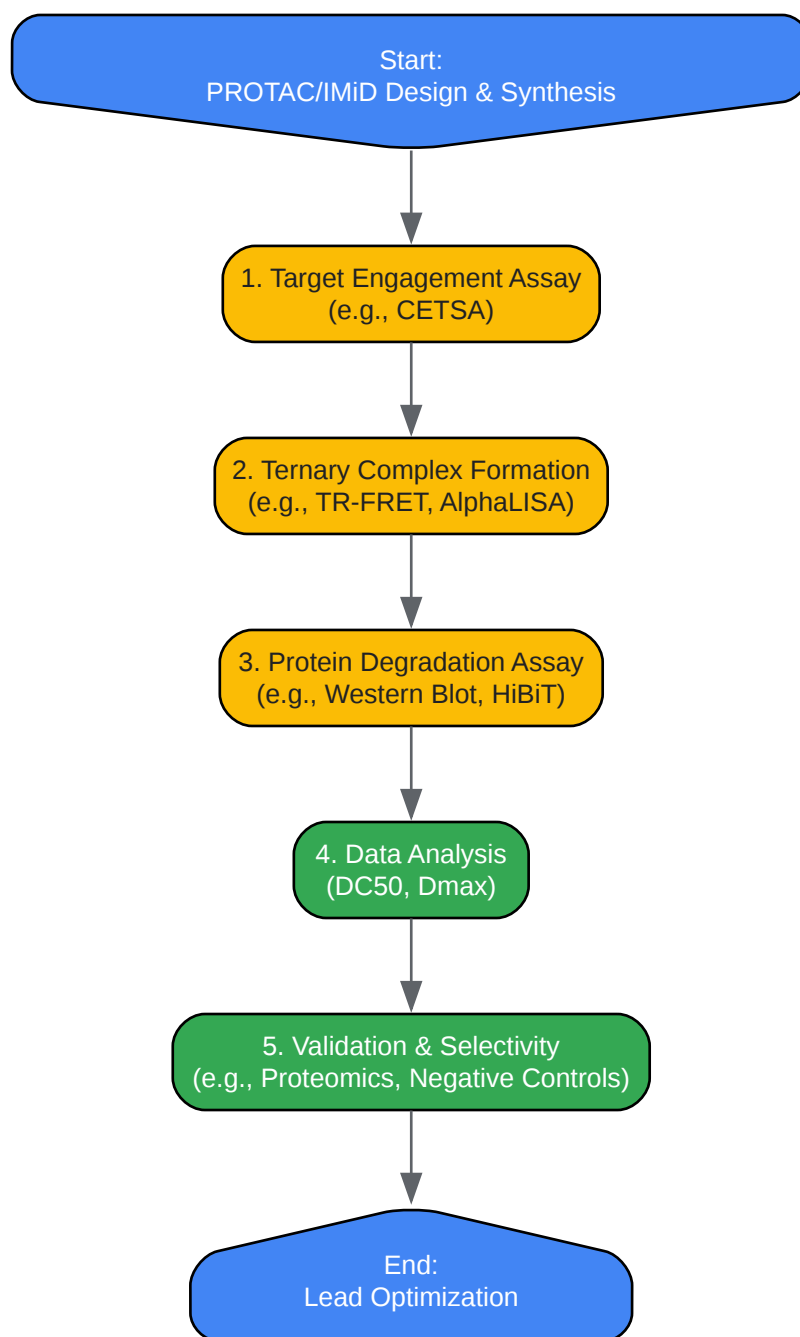 Start:
PROTAC/IMiD Design & Synthesis
1. Target Engagement Assay
(e.g., CETSA)
2. Ternary Complex Formation
(e.g., TR-FRET, AlphaLISA)
3. Protein Degradation Assay
(e.g., Western Blot, HiBiT)
4. Data Analysis
(DC50, Dmax)
5. Validation & Selectivity
(e.g., Proteomics, Negative Controls)
End:
Lead Optimization